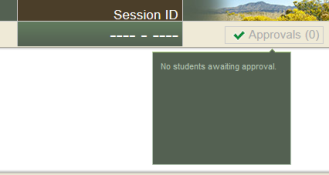 Session ID
---- - ----
Approvals (0)
No students awaiting approval.